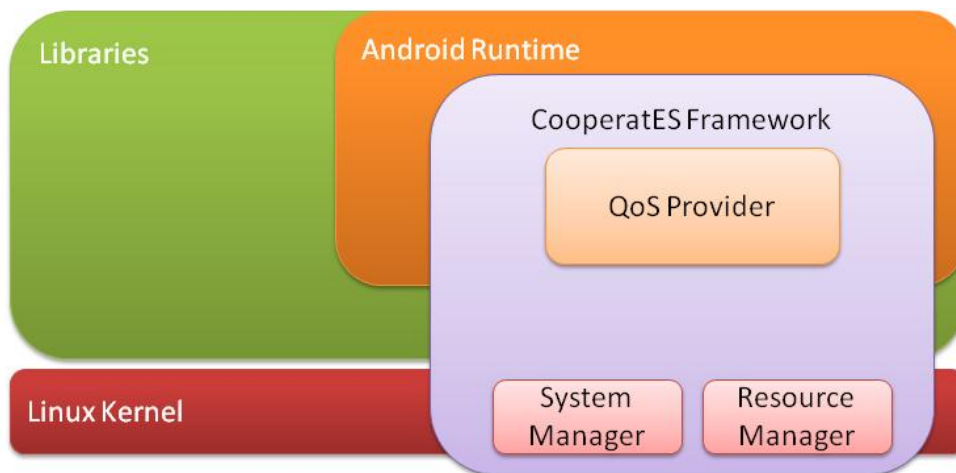 Libraries
Android Runtime
CooperatES Framework
QoS Provider
Linux Kernel
System
Manager
Resource
Manager